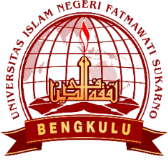 UNIVERSITAS ISLAM NEGERI FATMAWATI SUKARNO
BENGKULU